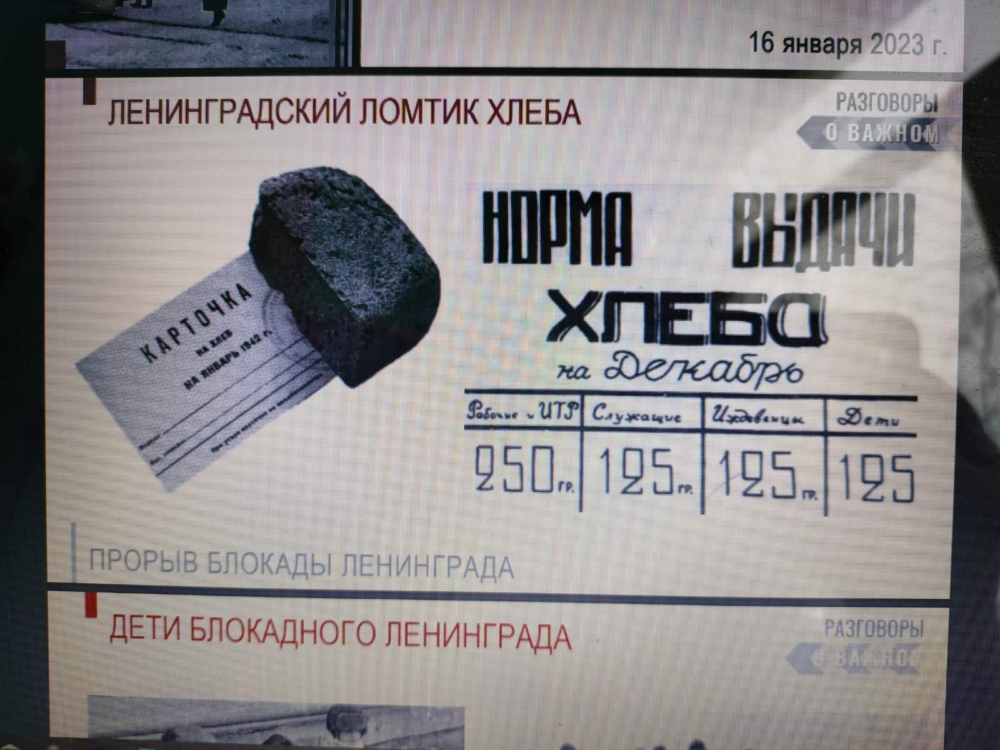 16 января 2023 г.
ЛЕНИНГРАДСКИЙ ЛОМТИК ХЛЕБА
РАЗГОВОРЫ
О ВАЖНОМ
КАРТОЧКА
НА ХЛЕБ
НА ЯНВАРЬ 1942 г.
НОРМА ВЫДАЧИ
ХЛЕБА
на Декабрь
Рабочие и ИТР Служащие Иждивенцы Дети
250 гр. 125 гр. 125 гр. 125
ПРОРЫВ БЛОКАДЫ ЛЕНИНГРАДА
ДЕТИ БЛОКАДНОГО ЛЕНИНГРАДА
РАЗГОВОРЫ
О ВАЖНОМ